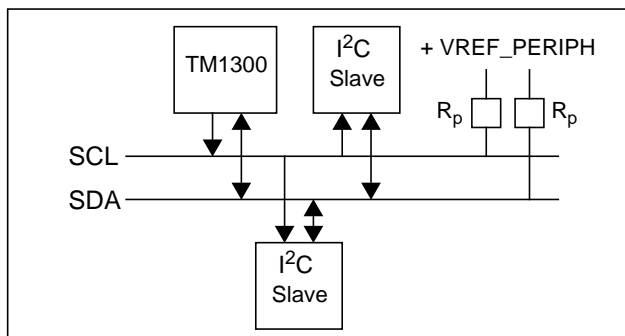 TM1300
I²C
Slave
+ VREF_PERIPH
Rp
Rp
SCL
SDA
I²C
Slave